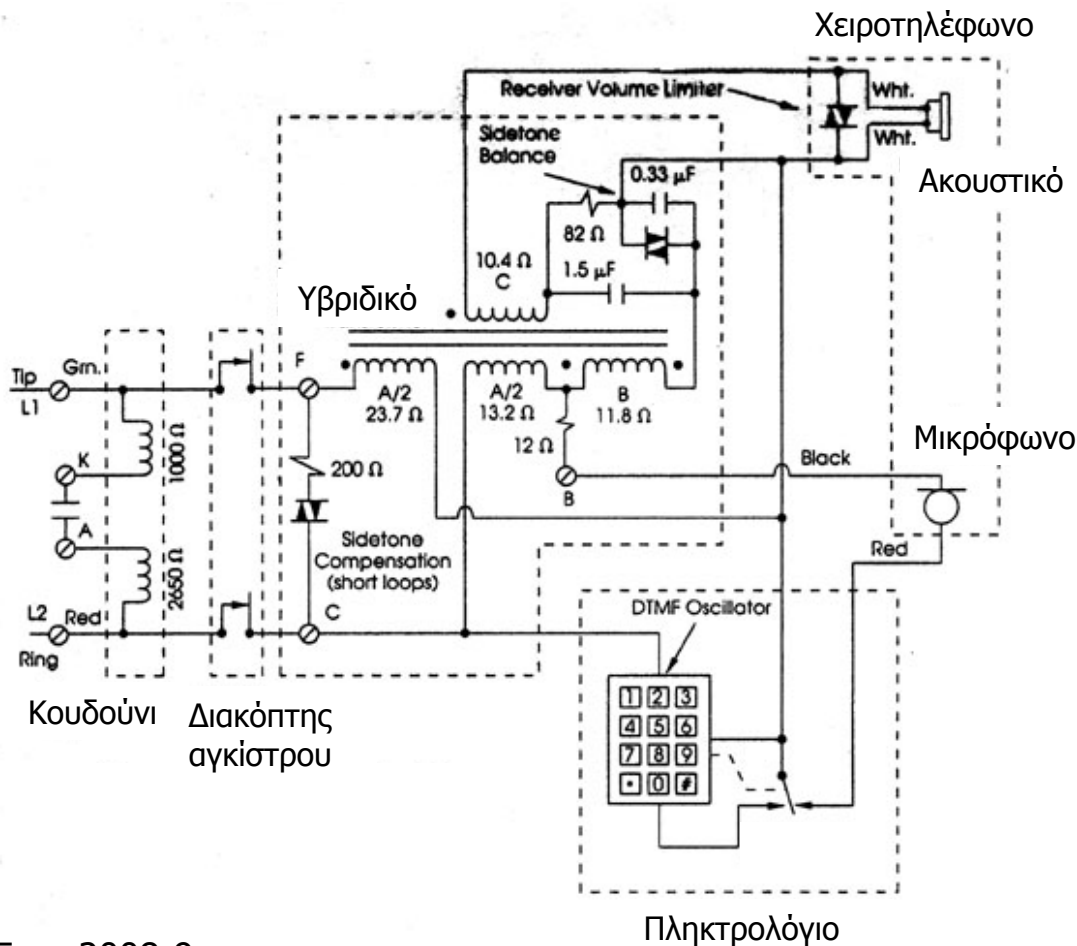 Χειροτηλέφωνο
Receiver Volume Limiter
Wht.
Wht.
Sidetone
Balance
0.33 μF
Ακουστικό
82 Ω
10.4 Ω
C
1.5 μF
Υβριδικό
Tip
L1
Grn.
F
A/2
23.7 Ω
A/2
13.2 Ω
B
11.8 Ω
12 Ω
Μικρόφωνο
K
1000 Ω
200 Ω
B
Black
A
2650 Ω
Sidetone
Compensation
(short loops)
Red
L2
Red
Ring
C
DTMF Oscillator
1 2 3
4 5 6
7 8 9
• 0 #
Κουδούνι
Διακόπτης
αγκίστρου
Πληκτρολόγιο